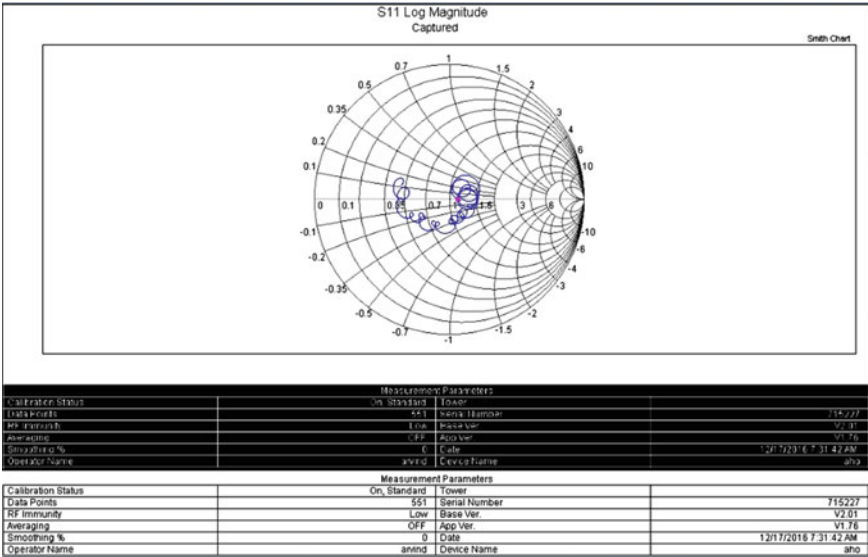 S11 Log Magnitude
Captured
Smith Chart
1
0.7 1.5
0.5 2
0.35 3
0.2 4
6
0.1 10
0 0.1 0.35 0.7 1 1.5 3 6
-0.1 -10
-0.2 -6
-4
-0.35 -3
-0.5 -2
-0.7 -1.5
-1
Measurement Parameters
Calibration Status On, Standard Tower
Data Points 551 Serial Number 715227
RF Immunity Low Base Ver. V2.01
Averaging OFF App Ver. V1.76
Smoothing % 0 Date 12/17/2016 7:31:42 AM
Operator Name arvind Device Name aho
Measurement Parameters
Calibration Status On, Standard Tower
Data Points 551 Serial Number 715227
RF Immunity Low Base Ver. V2.01
Averaging OFF App Ver. V1.76
Smoothing % 0 Date 12/17/2016 7:31:42 AM
Operator Name arvind Device Name aho